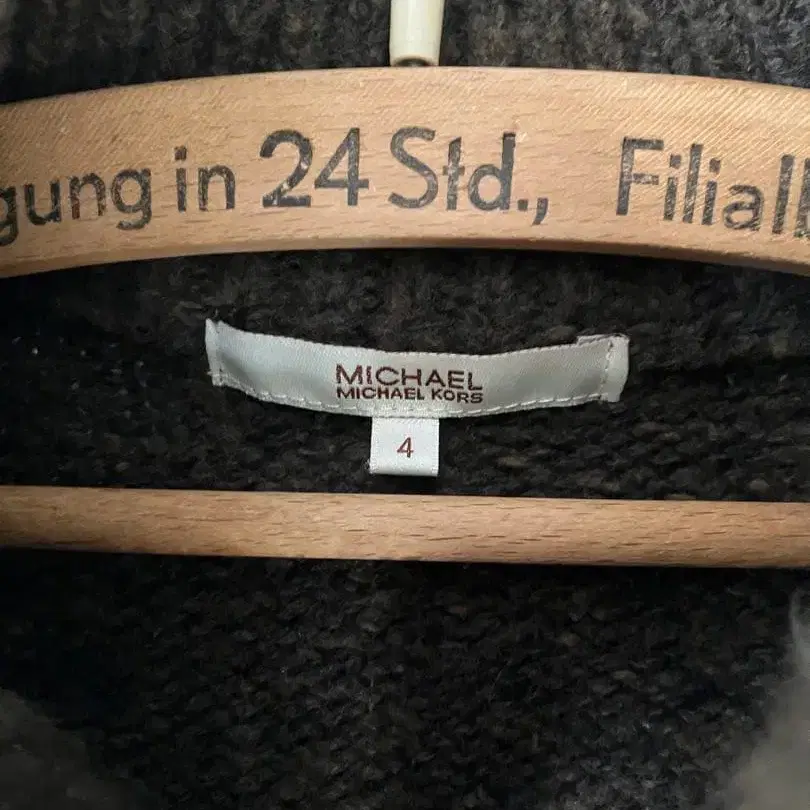 gung in 24 Std., Filial
MICHAEL
MICHAEL KORS
4